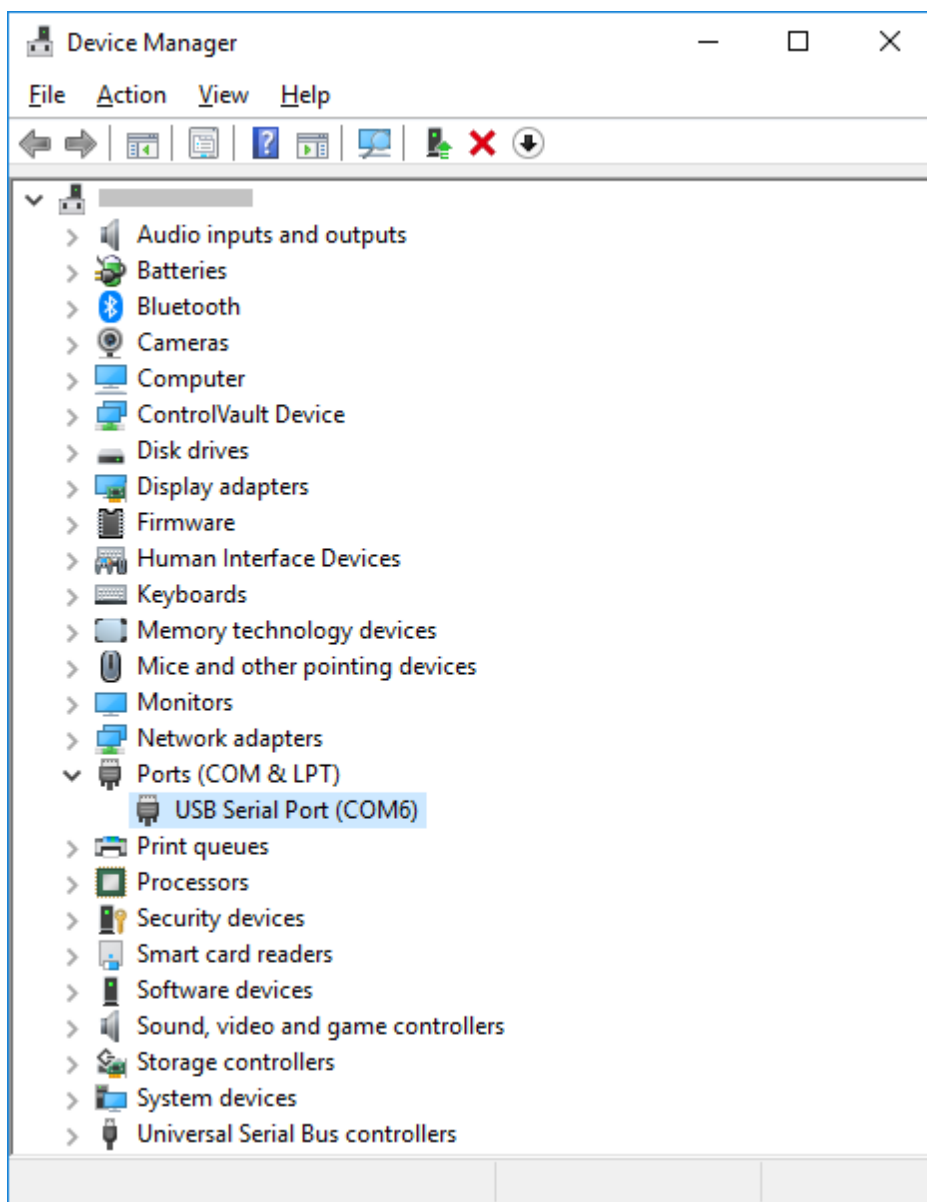 Device Manager
File Action View Help
Audio inputs and outputs
Batteries
Bluetooth
Cameras
Computer
ControlVault Device
Disk drives
Display adapters
Firmware
Human Interface Devices
Keyboards
Memory technology devices
Mice and other pointing devices
Monitors
Network adapters
Ports (COM & LPT)
USB Serial Port (COM6)
Print queues
Processors
Security devices
Smart card readers
Software devices
Sound, video and game controllers
Storage controllers
System devices
Universal Serial Bus controllers